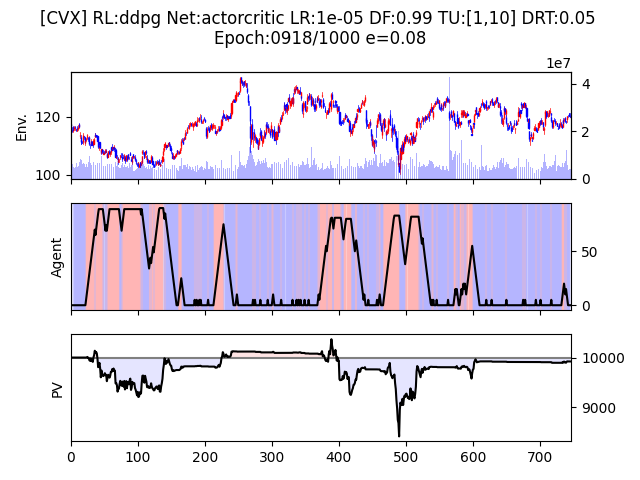 [CVX] RL:ddpg Net:actorcritic LR:1e-05 DF:0.99 TU:[1,10] DRT:0.05
Epoch:0918/1000 e=0.08
1e7
Env.
120
100
4
2
0
Agent
50
0
PV
10000
9000
0 100 200 300 400 500 600 700